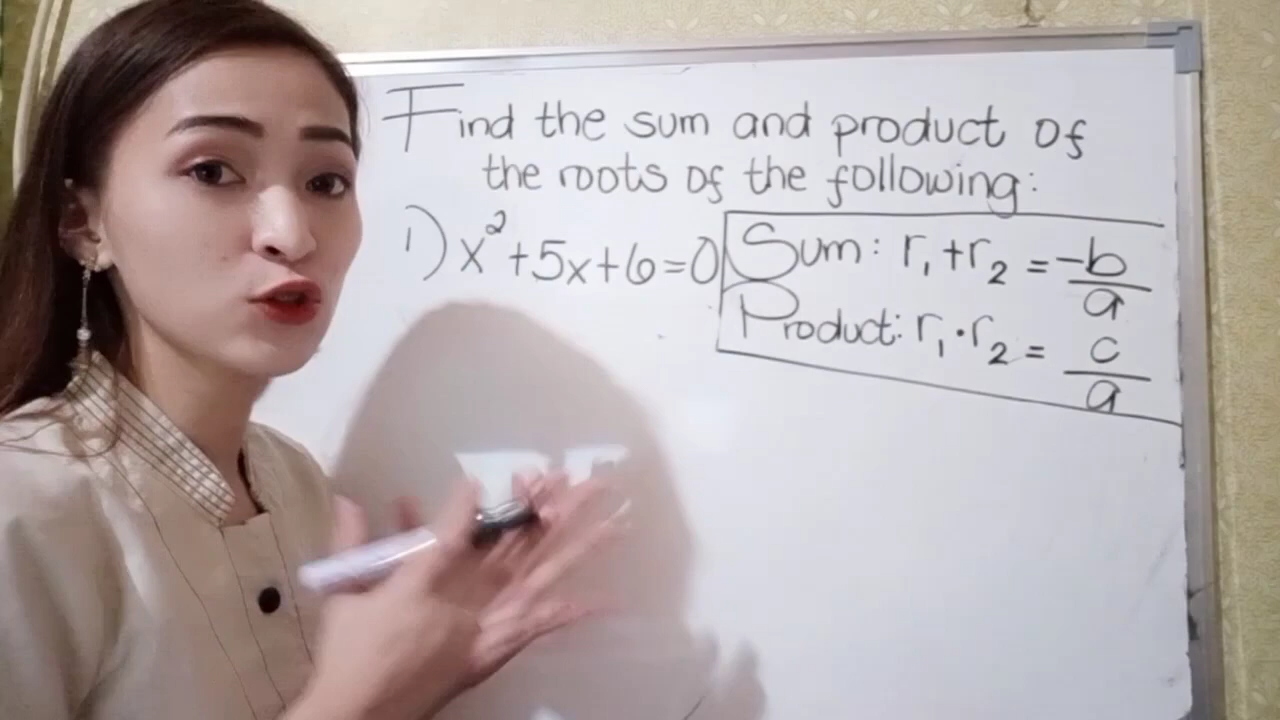 Find the sum and product of
the roots of the following:
1) x² + 5x + 6 = 0
Sum: r₁ + r₂ = -b/a
Product: r₁ · r₂ = c/a